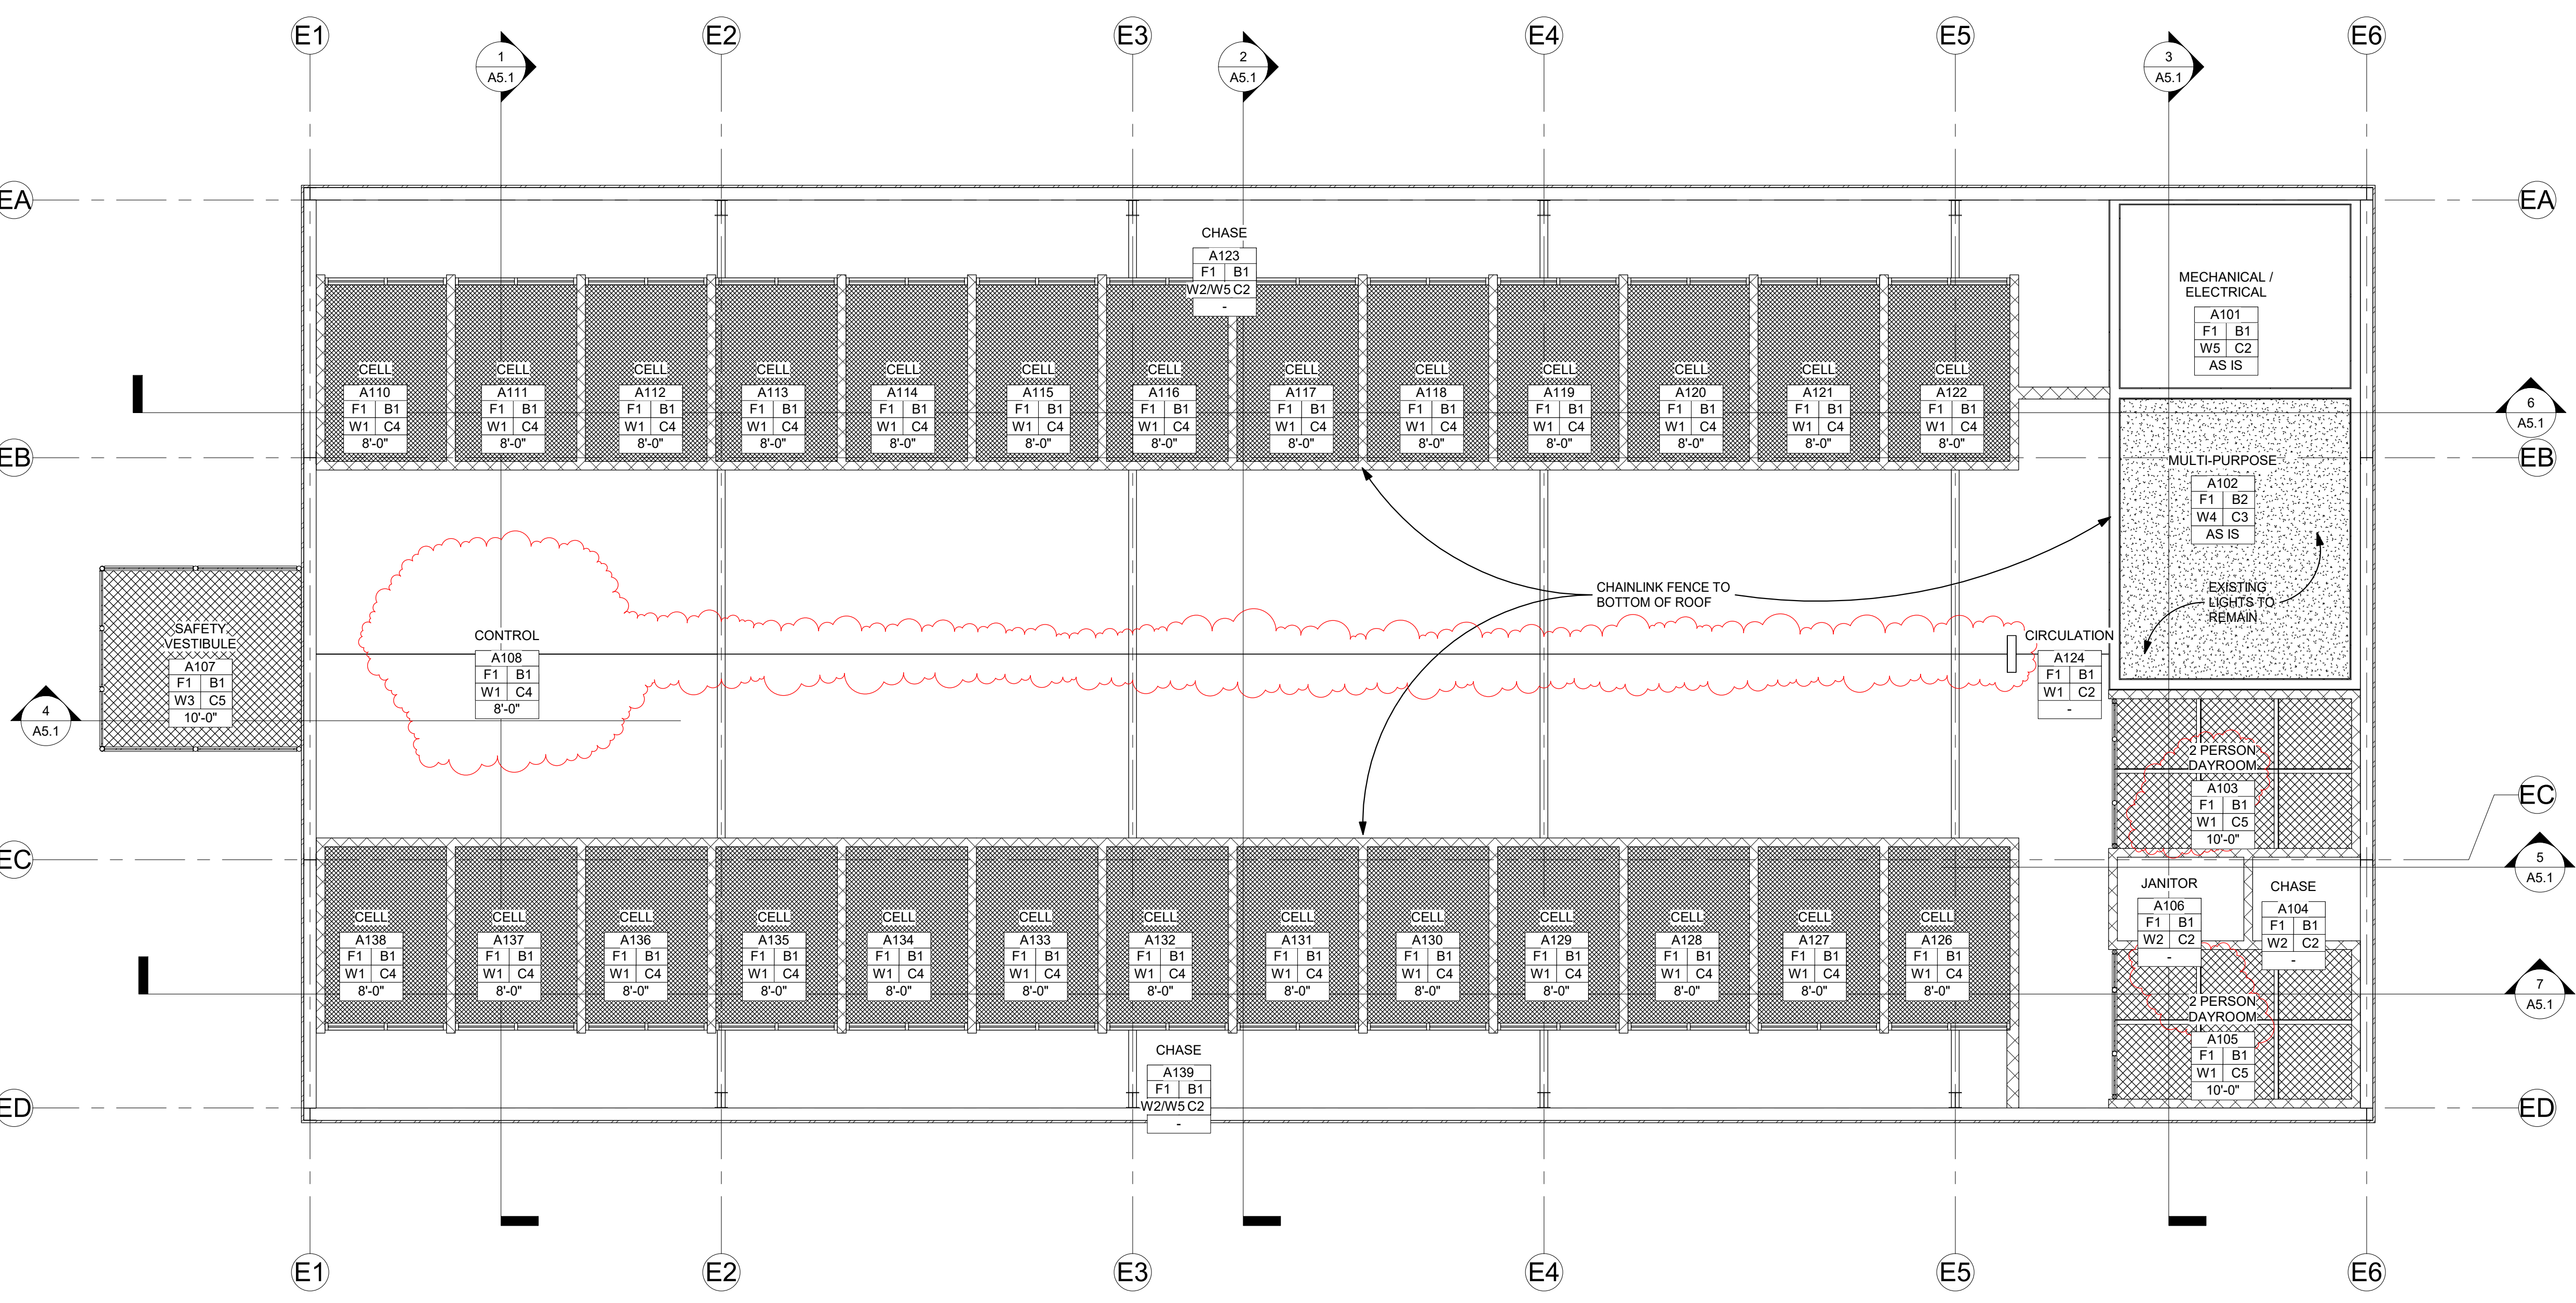 E1
E2
E3
E4
E5
E6
1
A5.1
2
A5.1
3
A5.1
EA
EA
CHASE
A123
F1 B1
W2/W5 C2
-
MECHANICAL /
ELECTRICAL
A101
F1 B1
W5 C2
AS IS
CELL
A110
F1 B1
W1 C4
8'-0"
CELL
A111
F1 B1
W1 C4
8'-0"
CELL
A112
F1 B1
W1 C4
8'-0"
CELL
A113
F1 B1
W1 C4
8'-0"
CELL
A114
F1 B1
W1 C4
8'-0"
CELL
A115
F1 B1
W1 C4
8'-0"
CELL
A116
F1 B1
W1 C4
8'-0"
CELL
A117
F1 B1
W1 C4
8'-0"
CELL
A118
F1 B1
W1 C4
8'-0"
CELL
A119
F1 B1
W1 C4
8'-0"
CELL
A120
F1 B1
W1 C4
8'-0"
CELL
A121
F1 B1
W1 C4
8'-0"
CELL
A122
F1 B1
W1 C4
8'-0"
6
A5.1
EB
EB
MULTI-PURPOSE
A102
F1 B2
W4 C3
AS IS
EXISTING
LIGHTS TO
REMAIN
CHAINLINK FENCE TO
BOTTOM OF ROOF
SAFETY
VESTIBULE
A107
F1 B1
W3 C5
10'-0"
CONTROL
A108
F1 B1
W1 C4
8'-0"
CIRCULATION
A124
F1 B1
W1 C2
-
4
A5.1
2 PERSON
DAYROOM
A103
F1 B1
W1 C5
10'-0"
EC
EC
5
A5.1
JANITOR
A106
F1 B1
W2 C2
-
CHASE
A104
F1 B1
W2 C2
-
CELL
A138
F1 B1
W1 C4
8'-0"
CELL
A137
F1 B1
W1 C4
8'-0"
CELL
A136
F1 B1
W1 C4
8'-0"
CELL
A135
F1 B1
W1 C4
8'-0"
CELL
A134
F1 B1
W1 C4
8'-0"
CELL
A133
F1 B1
W1 C4
8'-0"
CELL
A132
F1 B1
W1 C4
8'-0"
CELL
A131
F1 B1
W1 C4
8'-0"
CELL
A130
F1 B1
W1 C4
8'-0"
CELL
A129
F1 B1
W1 C4
8'-0"
CELL
A128
F1 B1
W1 C4
8'-0"
CELL
A127
F1 B1
W1 C4
8'-0"
CELL
A126
F1 B1
W1 C4
8'-0"
7
A5.1
2 PERSON
DAYROOM
A105
F1 B1
W1 C5
10'-0"
CHASE
A139
F1 B1
W2/W5 C2
-
ED
ED
E1
E2
E3
E4
E5
E6